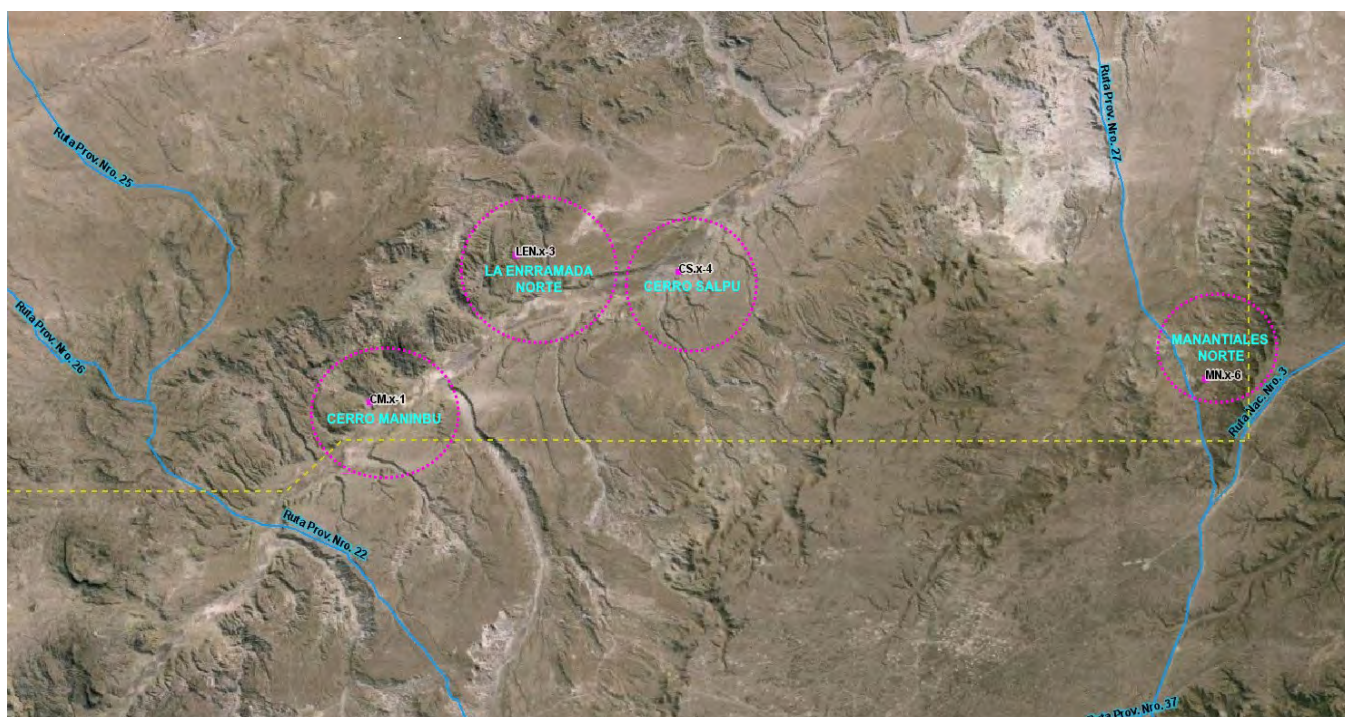 Ruta Prov. Nro. 25
Ruta Prov. Nro. 27
LEN.x-3
LA ENRRAMADA
NORTE
CS.x-4
CERRO SALPU
Ruta Prov. Nro. 26
MANANTIALES
NORTE
MN.x-6
Ruta Nac. Nro. 3
CM.x-1
CERRO MANINBU
Ruta Prov. Nro. 22
Ruta Prov. Nro. 37